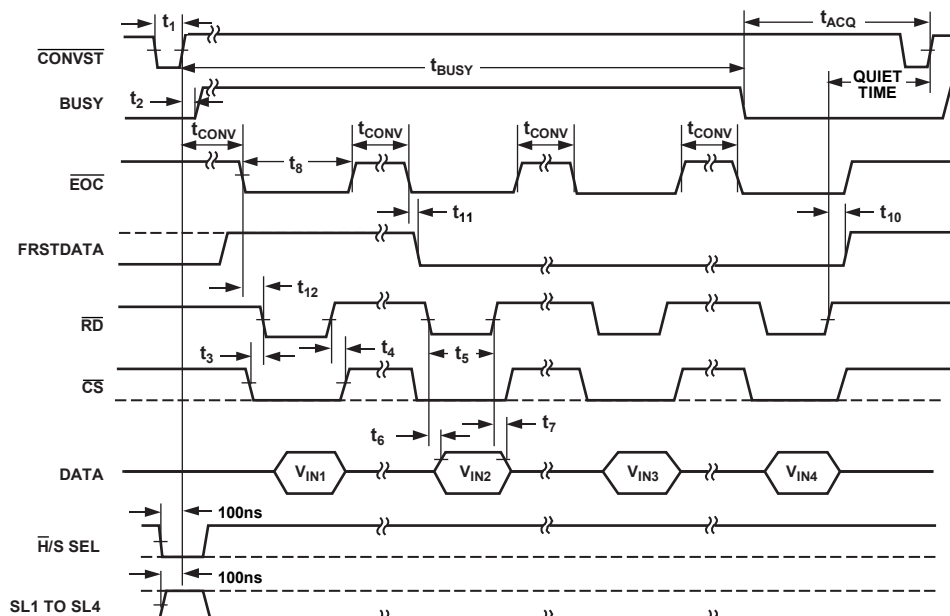 t1
tACQ
CONVST
tBUSY
QUIET
TIME
t2
BUSY
tCONV
tCONV
tCONV
tCONV
t8
EOC
t11
t10
FRSTDATA
t12
RD
t3
t4
t5
CS
t6
t7
DATA
VIN1
VIN2
VIN3
VIN4
100ns
H̅/S SEL
100ns
SL1 TO SL4